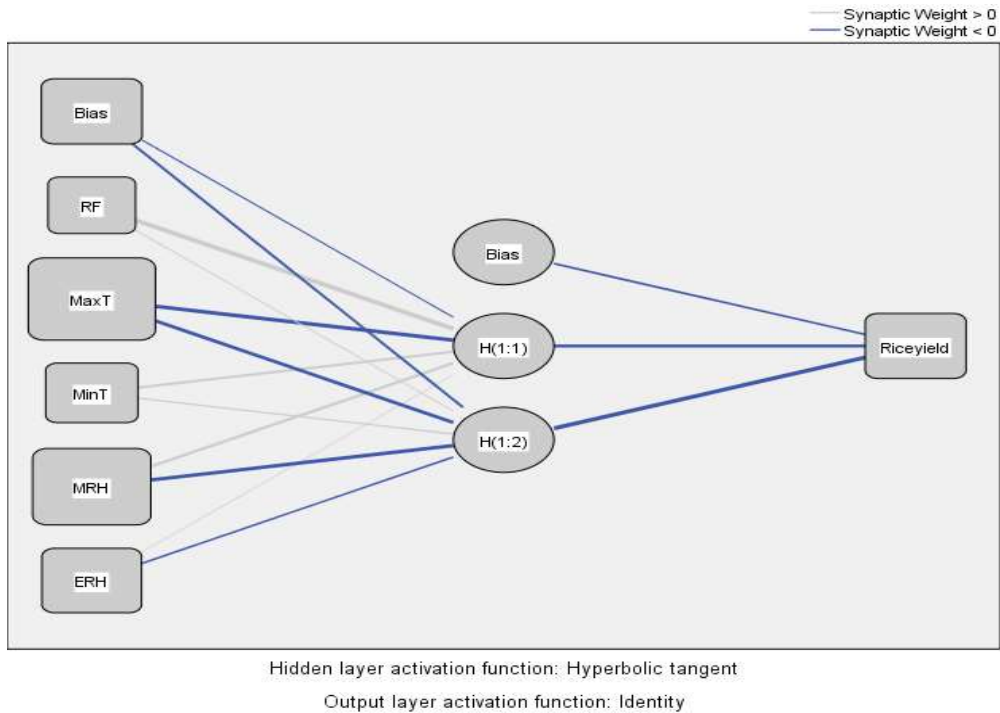 Synaptic Weight > 0
Synaptic Weight < 0
Bias
RF
MaxT
MinT
MRH
ERH
Bias
H(1:1)
H(1:2)
Riceyield
Hidden layer activation function: Hyperbolic tangent
Output layer activation function: Identity